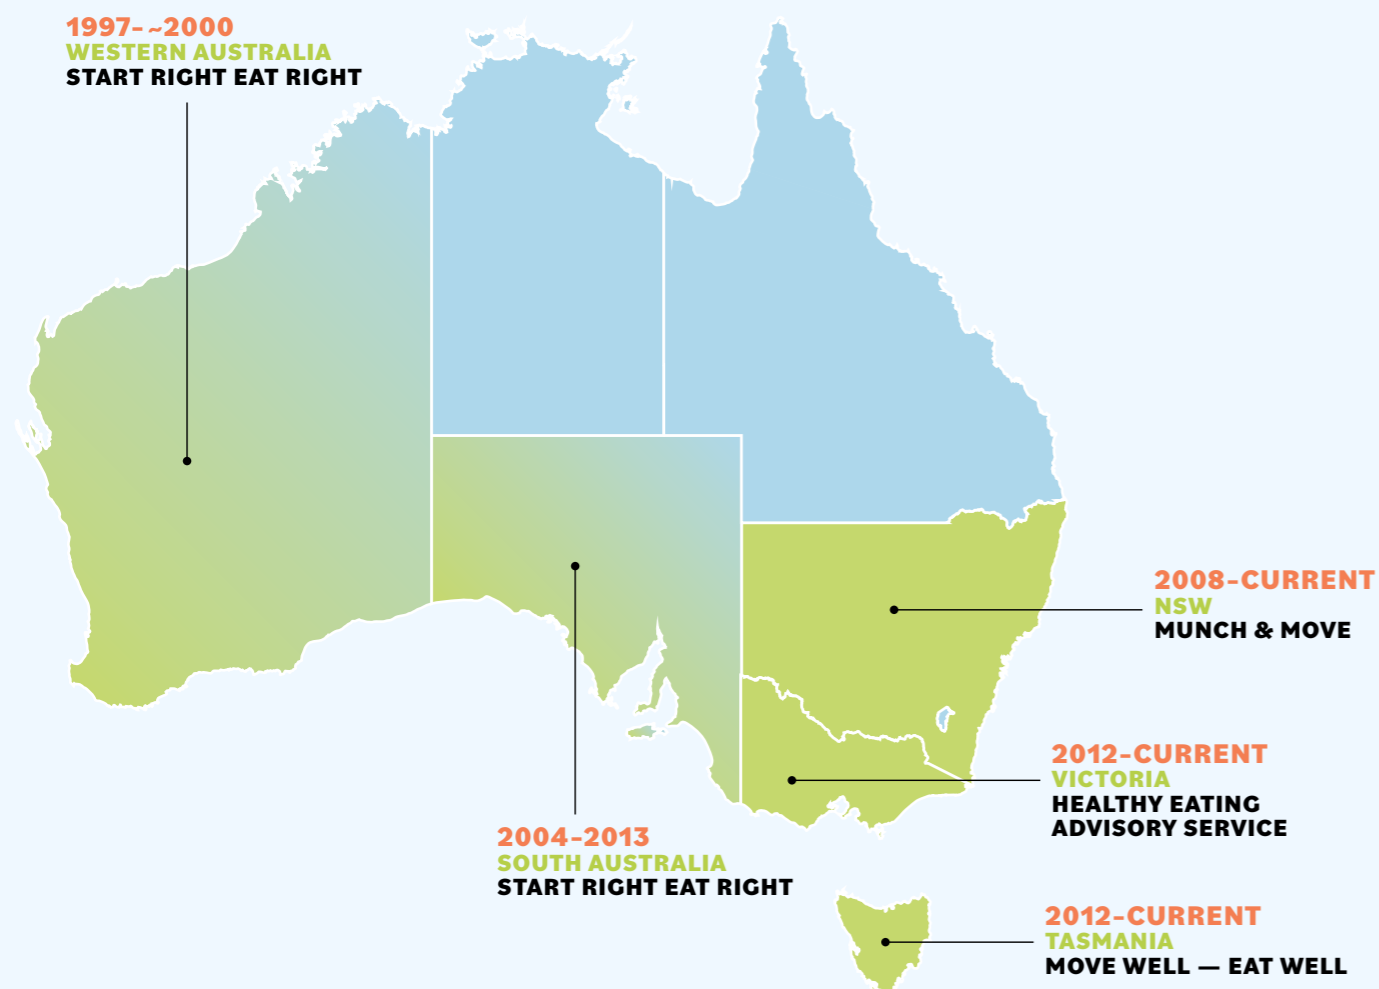 1997-~2000
WESTERN AUSTRALIA
START RIGHT EAT RIGHT
2008-CURRENT
NSW
MUNCH & MOVE
2012-CURRENT
VICTORIA
HEALTHY EATING
ADVISORY SERVICE
2004-2013
SOUTH AUSTRALIA
START RIGHT EAT RIGHT
2012-CURRENT
TASMANIA
MOVE WELL — EAT WELL